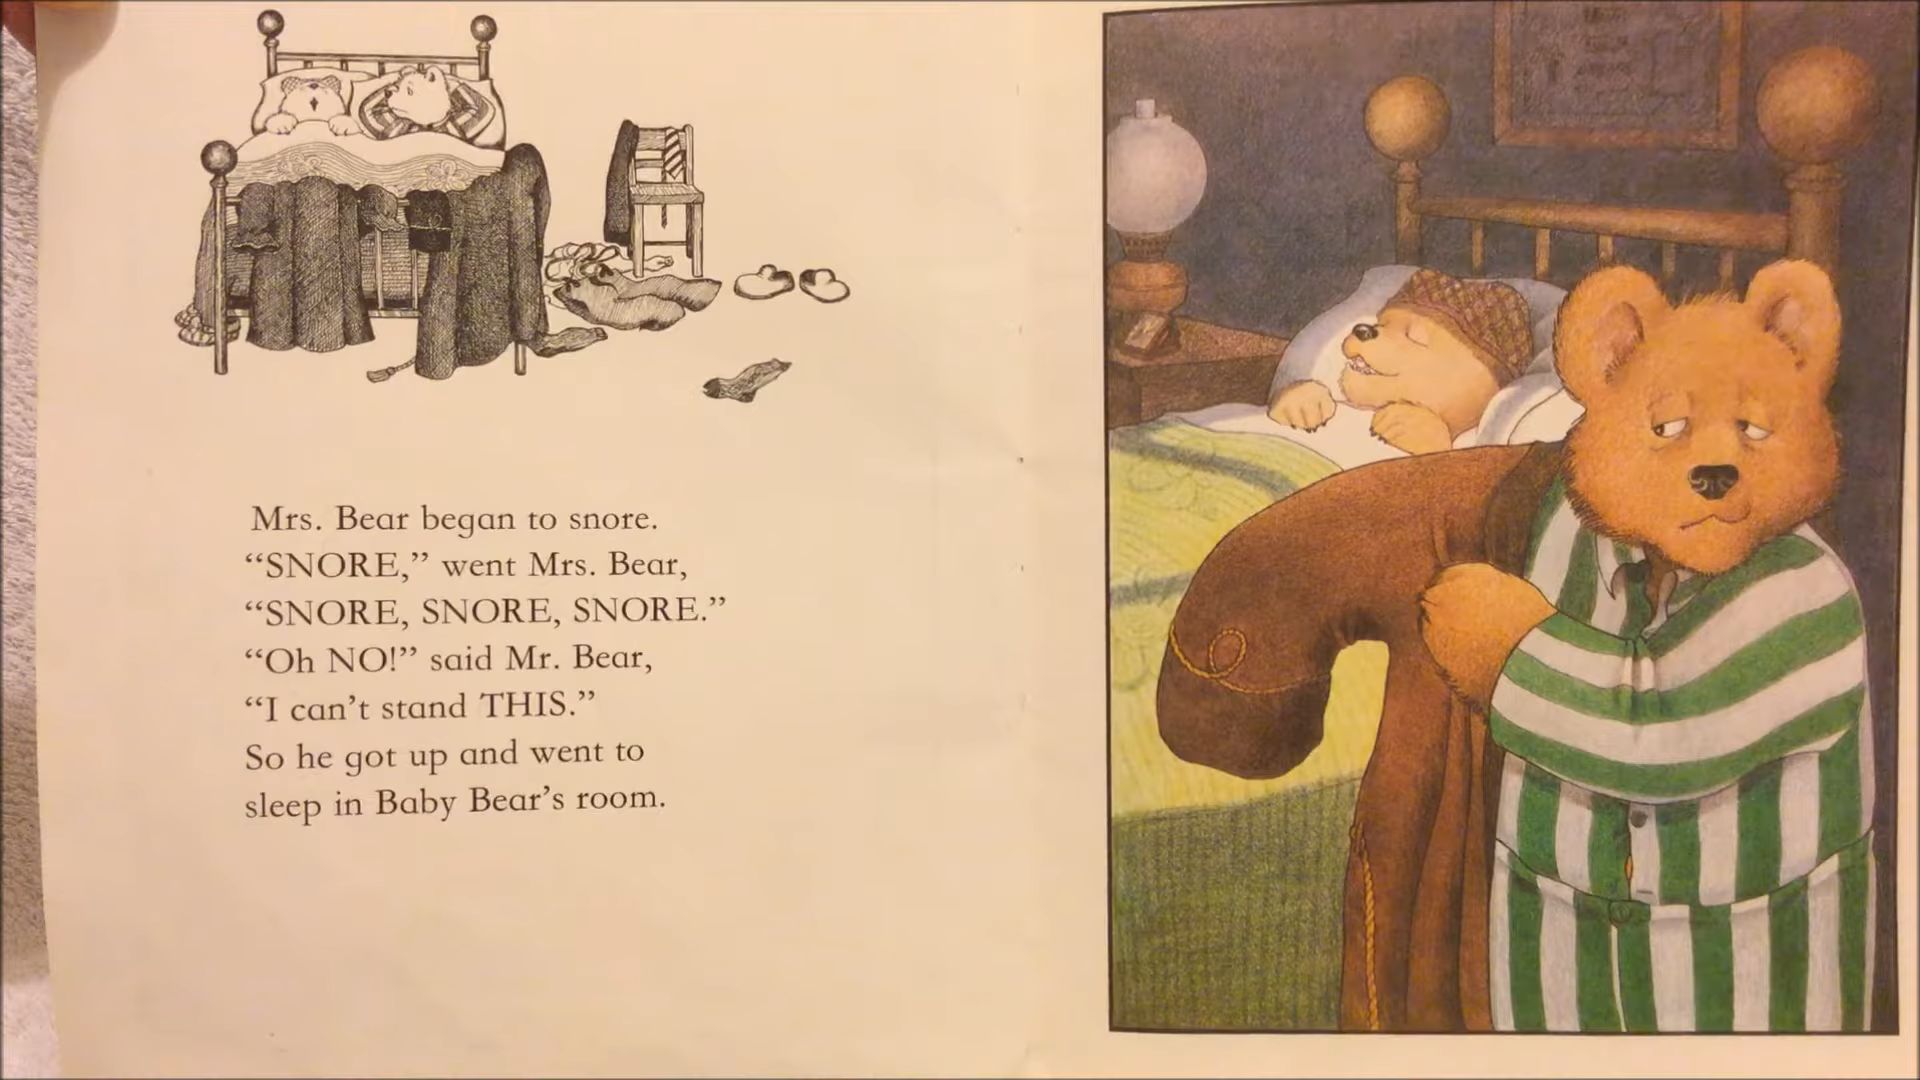 Mrs. Bear began to snore.
“SNORE,” went Mrs. Bear,
“SNORE, SNORE, SNORE.”
“Oh NO!” said Mr. Bear,
“I can’t stand THIS.”
So he got up and went to
sleep in Baby Bear’s room.